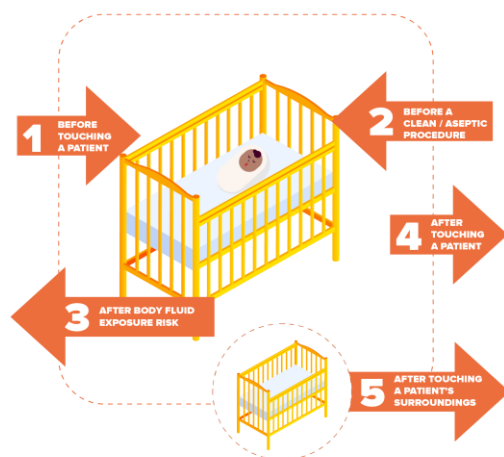 1
BEFORE
TOUCHING
A PATIENT
2
BEFORE A
CLEAN / ASEPTIC
PROCEDURE
3
AFTER BODY FLUID
EXPOSURE RISK
4
AFTER
TOUCHING
A PATIENT
5
AFTER TOUCHING
A PATIENT'S
SURROUNDINGS